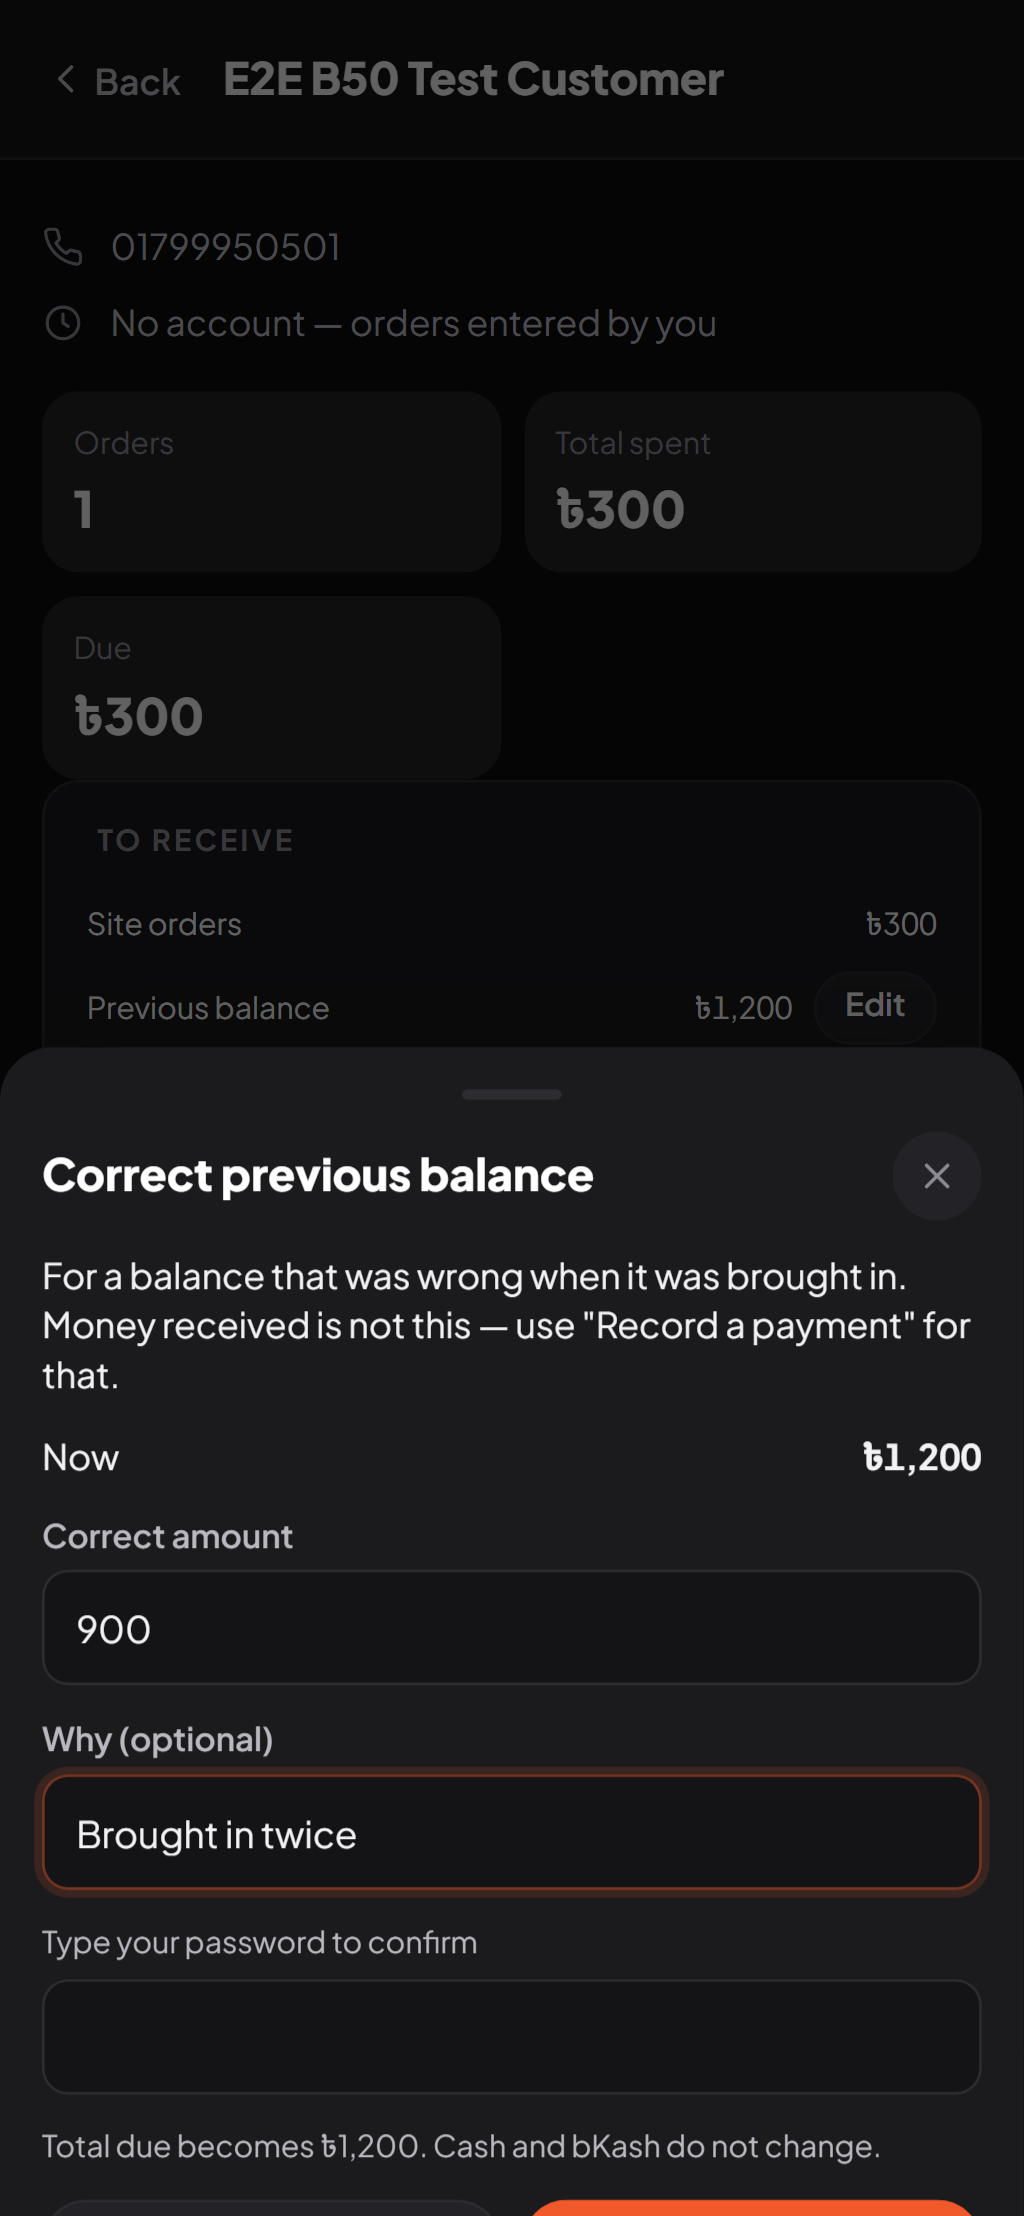 Back E2E B50 Test Customer
01799950501
No account — orders entered by you
Orders
1
Total spent
৳300
Due
৳300
TO RECEIVE
Site orders ৳300
Previous balance ৳1,200 Edit
Correct previous balance
For a balance that was wrong when it was brought in.
Money received is not this — use "Record a payment" for
that.
Now ৳1,200
Correct amount
900
Why (optional)
Brought in twice
Type your password to confirm
Total due becomes ৳1,200. Cash and bKash do not change.